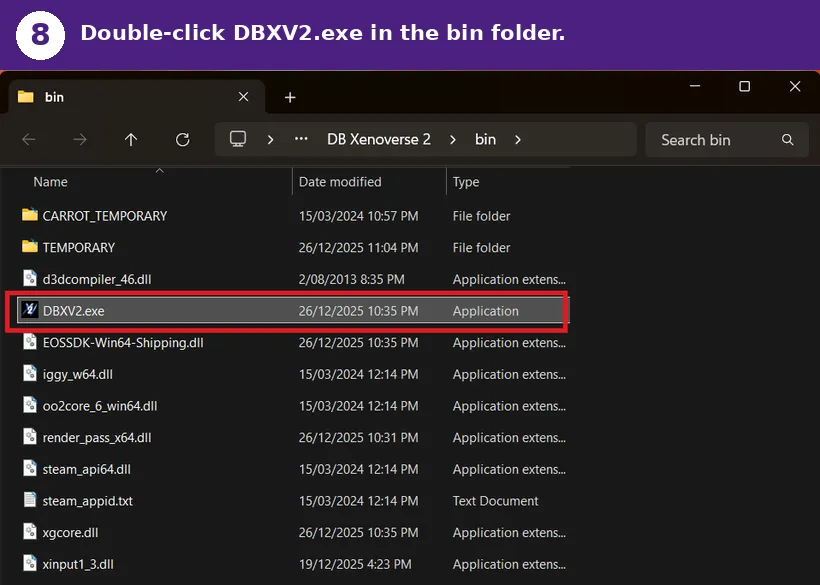 8
Double-click DBXV2.exe in the bin folder.
bin
DB Xenoverse 2 bin Search bin
Name Date modified Type
CARROT_TEMPORARY 15/03/2024 10:57 PM File folder
TEMPORARY 26/12/2025 11:04 PM File folder
d3dcompiler_46.dll 2/08/2013 8:35 PM Application extens...
DBXV2.exe 26/12/2025 10:35 PM Application
EOSSDK-Win64-Shipping.dll 26/12/2025 10:35 PM Application extens...
iggy_w64.dll 15/03/2024 12:14 PM Application extens...
oo2core_6_win64.dll 15/03/2024 12:14 PM Application extens...
render_pass_x64.dll 26/12/2025 10:31 PM Application extens...
steam_api64.dll 15/03/2024 12:14 PM Application extens...
steam_appid.txt 15/03/2024 12:14 PM Text Document
xgcore.dll 26/12/2025 10:35 PM Application extens...
xinput1_3.dll 19/12/2025 4:23 PM Application extens...